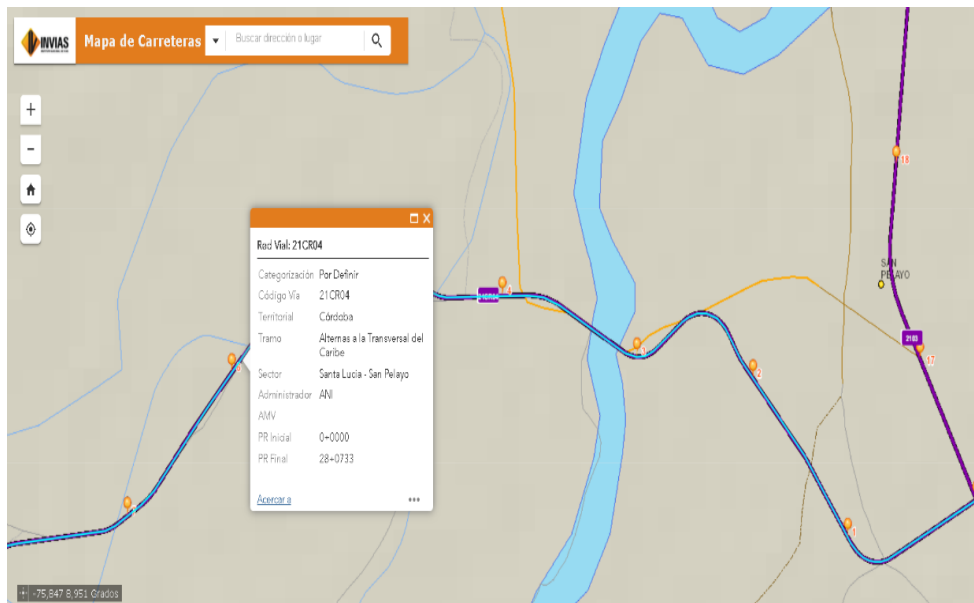 INVIAS
Mapa de Carreteras
Buscar dirección o lugar
+
−
18
SAN
PELAYO
2103
17
4
3
2
1
Red Vial: 21CR04
Categorización Por Definir
Código Vía 21CR04
Territorial Córdoba
Tramo Alternas a la Transversal del
Caribe
Sector Santa Lucia - San Pelayo
Administrador ANI
AMV
PR Inicial 0+0000
PR Final 28+0733
Acercar a
-75,847 8,951 Grados